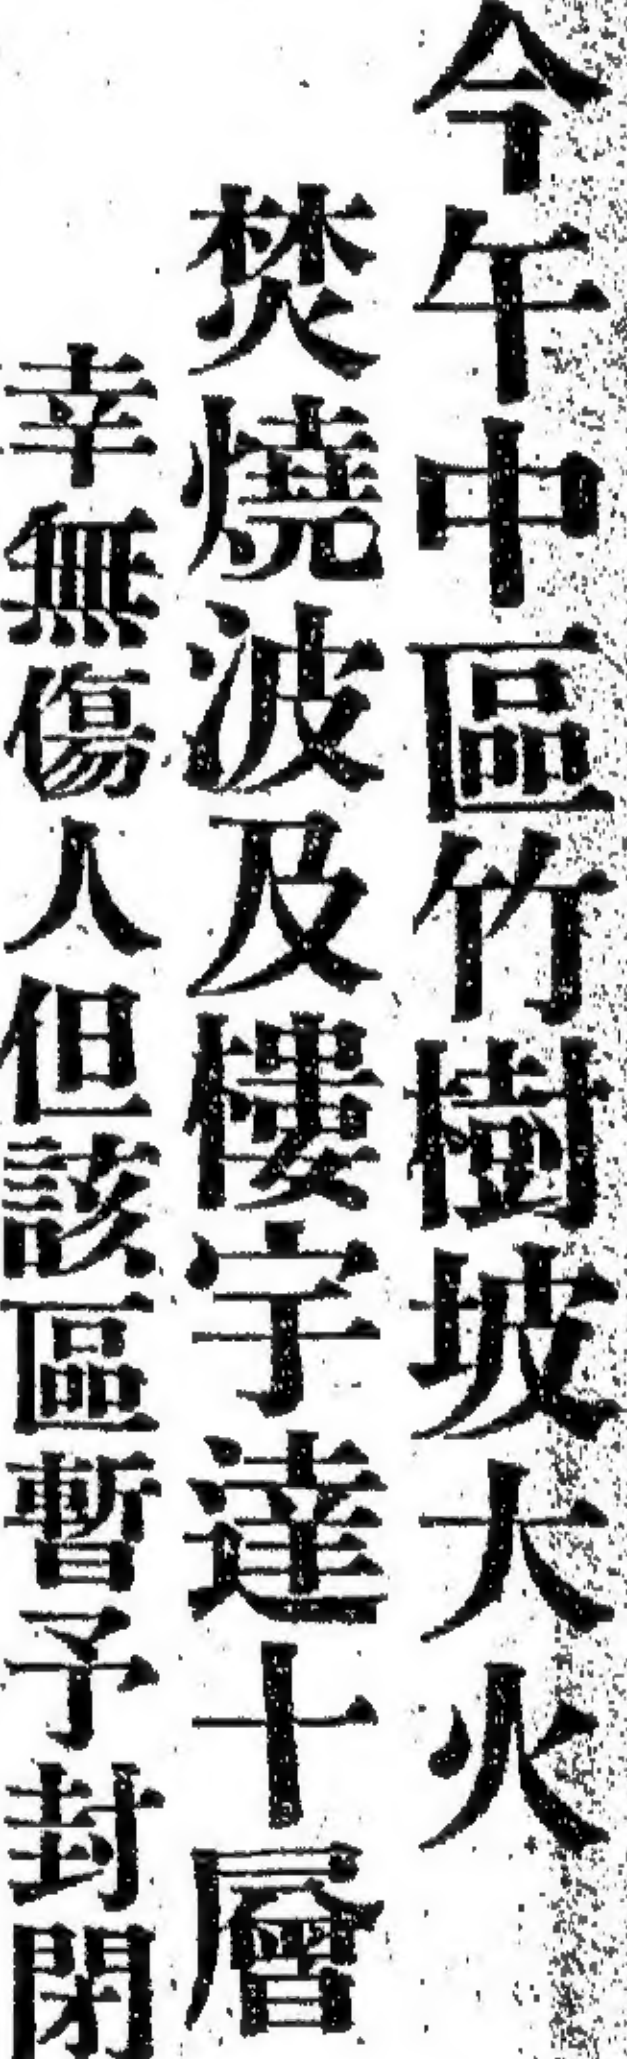 今午中區竹樹坡大火
焚燒波及樓宇達十層
幸無傷人但該區暫予封閉